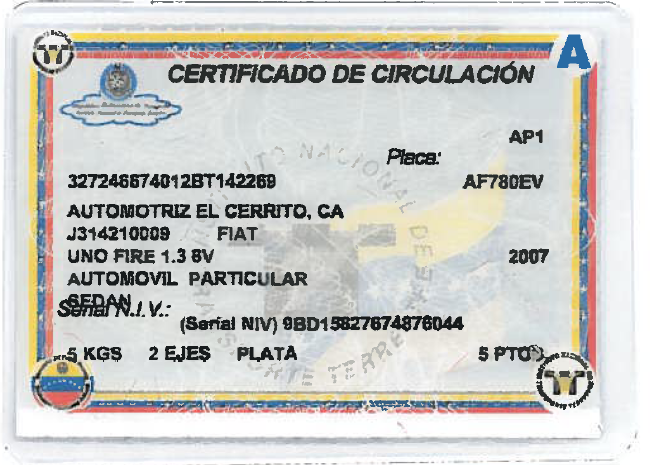 A
CERTIFICADO DE CIRCULACIÓN
AP1
Placa:
327246674012BT142269 AF780EV
AUTOMOTRIZ EL CERRITO, CA
J314210009 FIAT
UNO FIRE 1.3 8V 2007
AUTOMOVIL PARTICULAR
SEDAN
Serial N.I.V.:
(Serial NIV) 9BD15827674876044
5 KGS 2 EJES PLATA 5 PTOS
INSTITUTO NACIONAL DE TRANSPORTE TERRESTRE